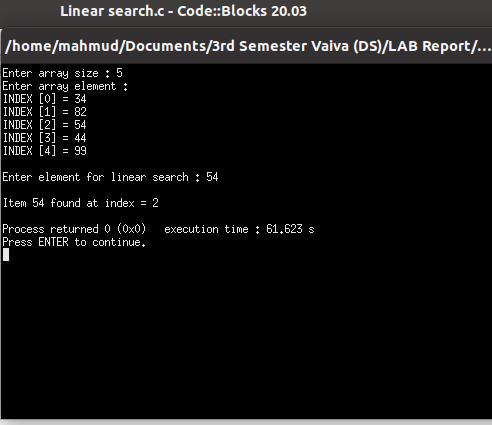 Linear search.c - Code::Blocks 20.03
/home/mahmud/Documents/3rd Semester Vaiva (DS)/LAB Report/...
Enter array size : 5
Enter array element :
INDEX [0] = 34
INDEX [1] = 82
INDEX [2] = 54
INDEX [3] = 44
INDEX [4] = 99
Enter element for linear search : 54
Item 54 found at index = 2
Process returned 0 (0x0)   execution time : 61.623 s
Press ENTER to continue.